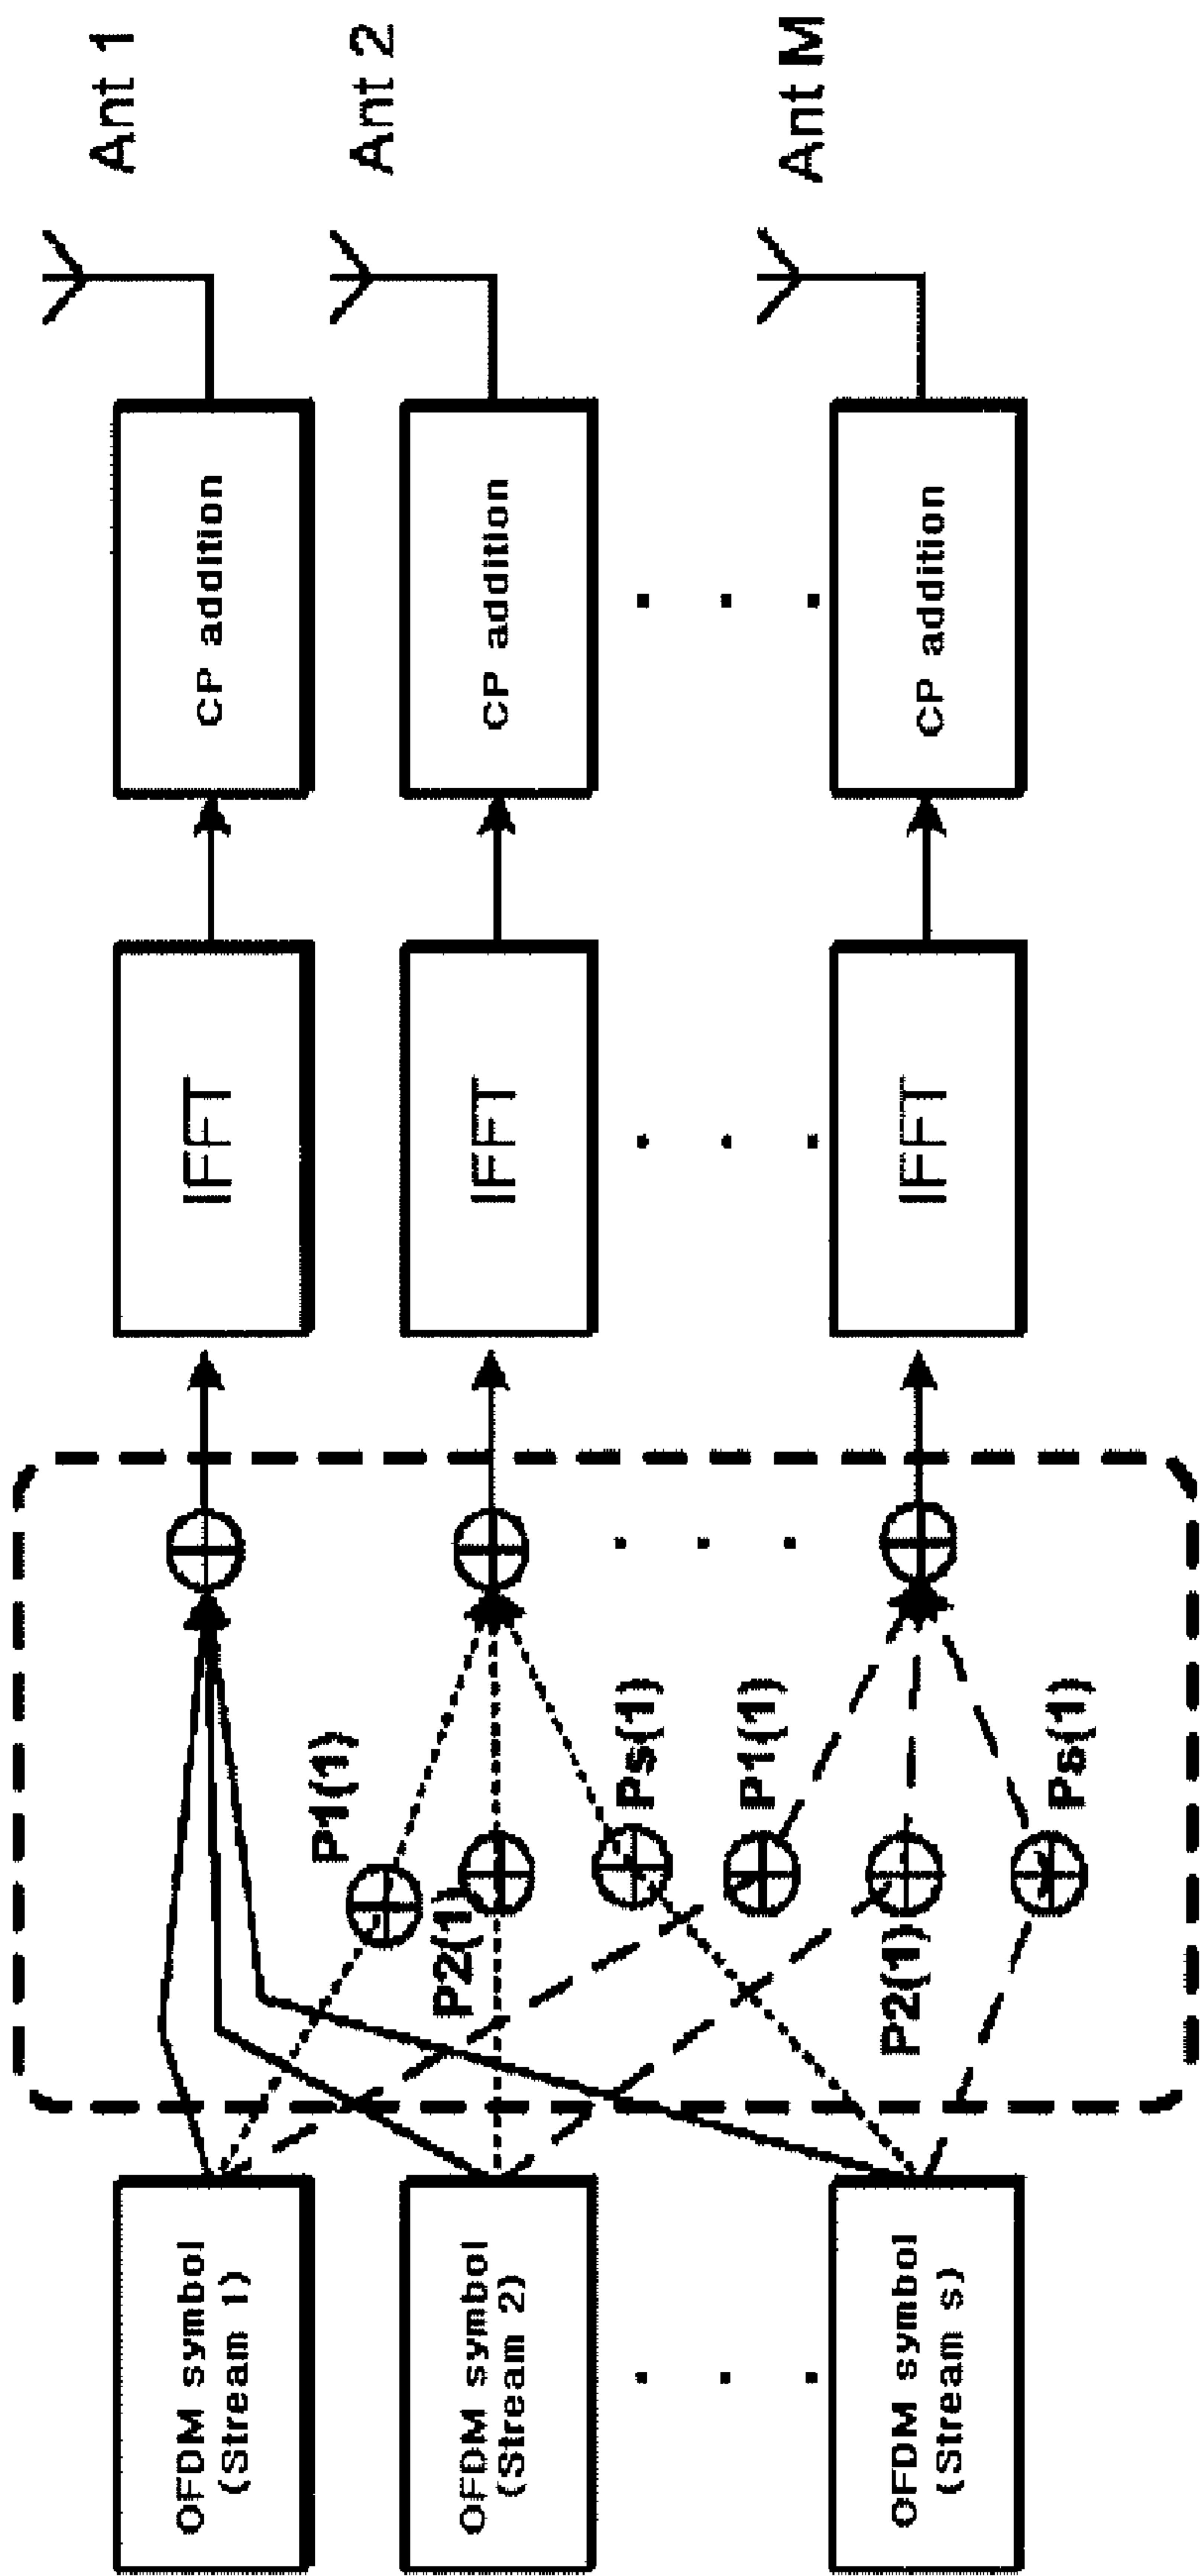 OFDM symbol
(Stream 1)
IFFT
CP addition
Ant 1
P1(1)
OFDM symbol
(Stream 2)
P2(1)
IFFT
CP addition
Ant 2
Ps(1)
P1(1)
OFDM symbol
(Stream s)
P2(1)
IFFT
CP addition
Ant M
Ps(1)